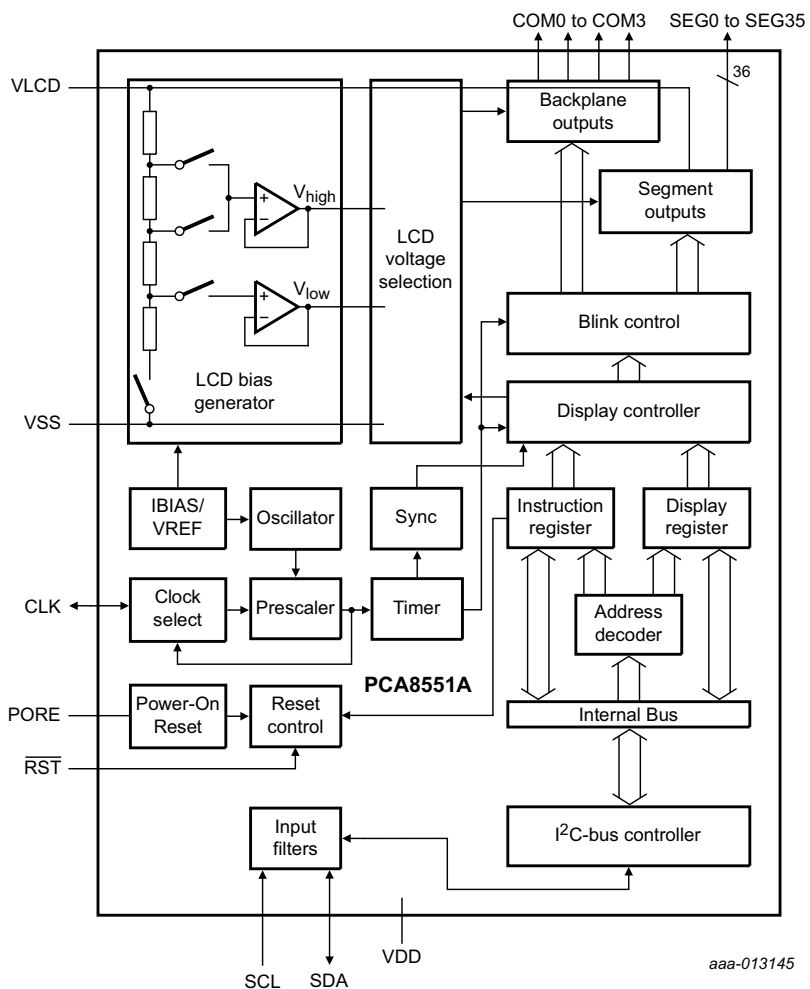 COM0 to COM3
SEG0 to SEG35
VLCD
36
Backplane
outputs
Vhigh
Segment
outputs
LCD
voltage
selection
Vlow
Blink control
LCD bias
generator
Display controller
VSS
IBIAS/
VREF
Oscillator
Sync
Instruction
register
Display
register
CLK
Clock
select
Prescaler
Timer
Address
decoder
PCA8551A
PORE
Power-On
Reset
Reset
control
Internal Bus
RST
Input
filters
I2C-bus controller
VDD
SCL
SDA
aaa-013145